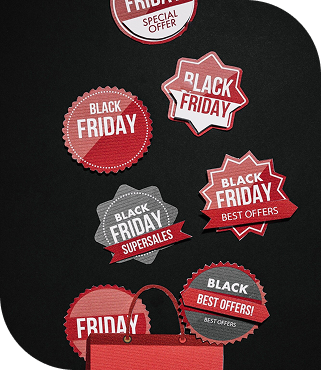 FRIDAY
SPECIAL
OFFER
BLACK
FRIDAY
BLACK
FRIDAY
BLACK
FRIDAY
BEST OFFERS
BLACK
FRIDAY
SUPERSALES
BLACK
BEST OFFERS!
BEST OFFERS
FRIDAY